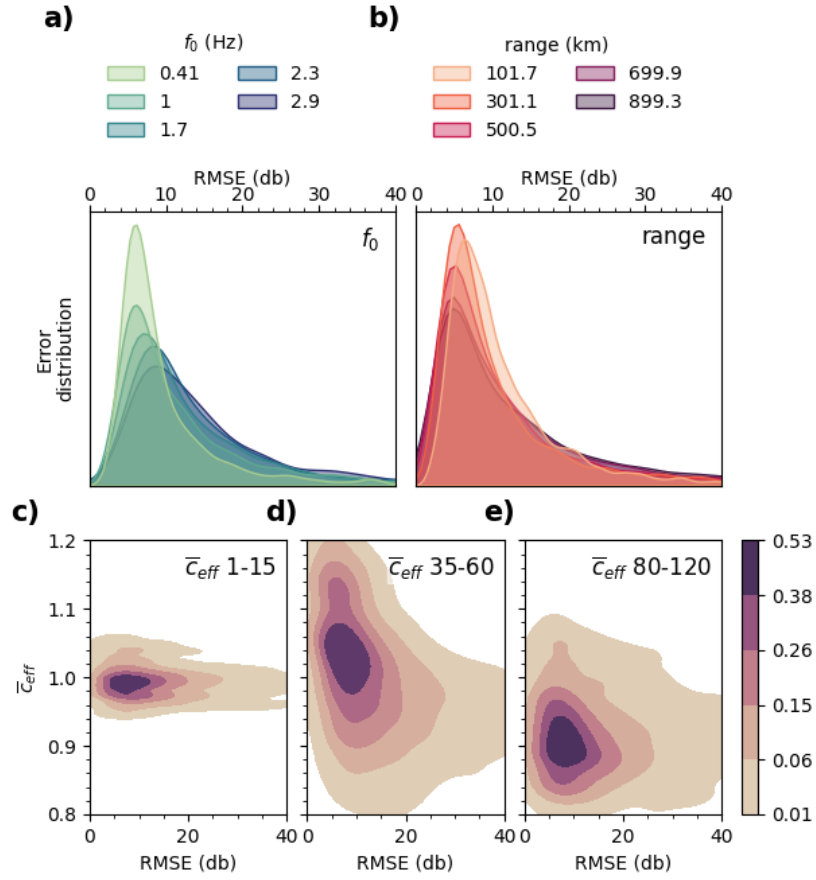 a)
b)
f₀ (Hz)
range (km)
0.41
2.3
1
2.9
1.7
101.7
699.9
301.1
899.3
500.5
RMSE (db)
RMSE (db)
0 10 20 30 40
0 10 20 30 40
f₀
range
Error
distribution
c)
d)
e)
1.2
1.1
1.0
0.9
0.8
c̅eff
c̅eff 1-15
c̅eff 35-60
c̅eff 80-120
0.53
0.38
0.26
0.15
0.06
0.01
0 20 40
0 20 40
0 20 40
RMSE (db)
RMSE (db)
RMSE (db)